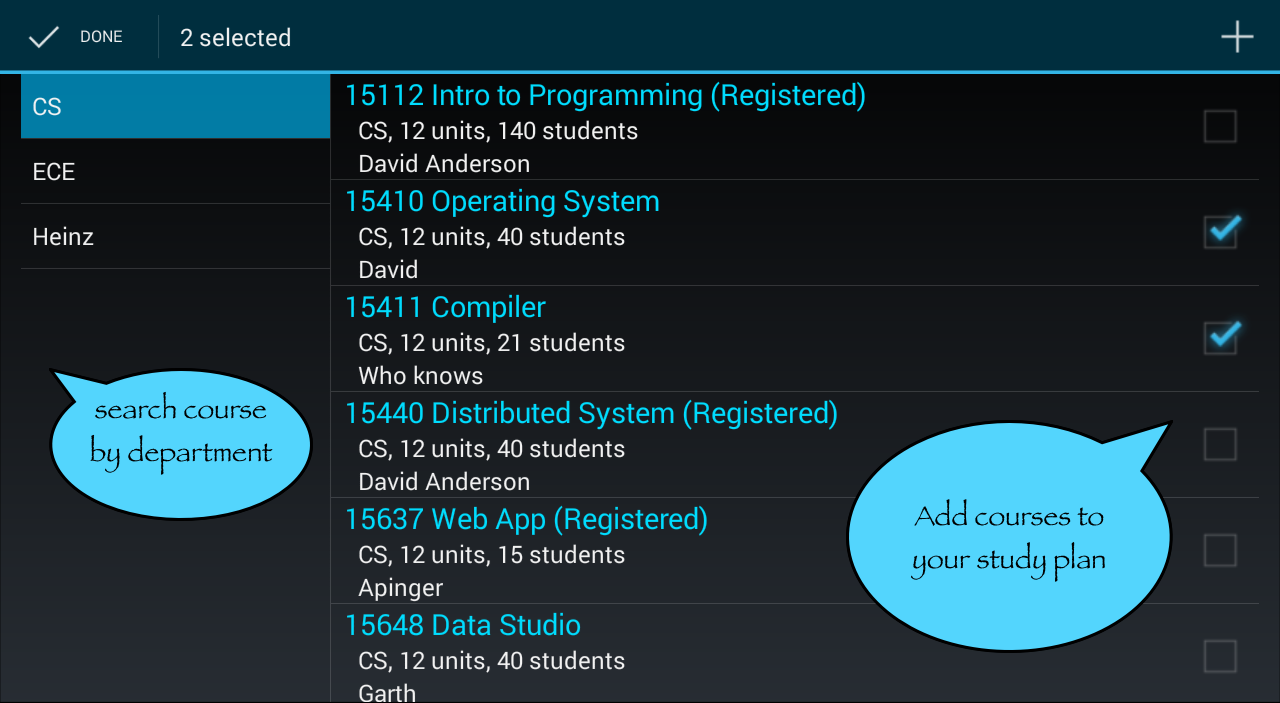 DONE
2 selected
CS
ECE
Heinz
search course
by department
15112 Intro to Programming (Registered)
CS, 12 units, 140 students
David Anderson
15410 Operating System
CS, 12 units, 40 students
David
15411 Compiler
CS, 12 units, 21 students
Who knows
15440 Distributed System (Registered)
CS, 12 units, 40 students
David Anderson
15637 Web App (Registered)
CS, 12 units, 15 students
Apinger
15648 Data Studio
CS, 12 units, 40 students
Garth
Add courses to
your study plan